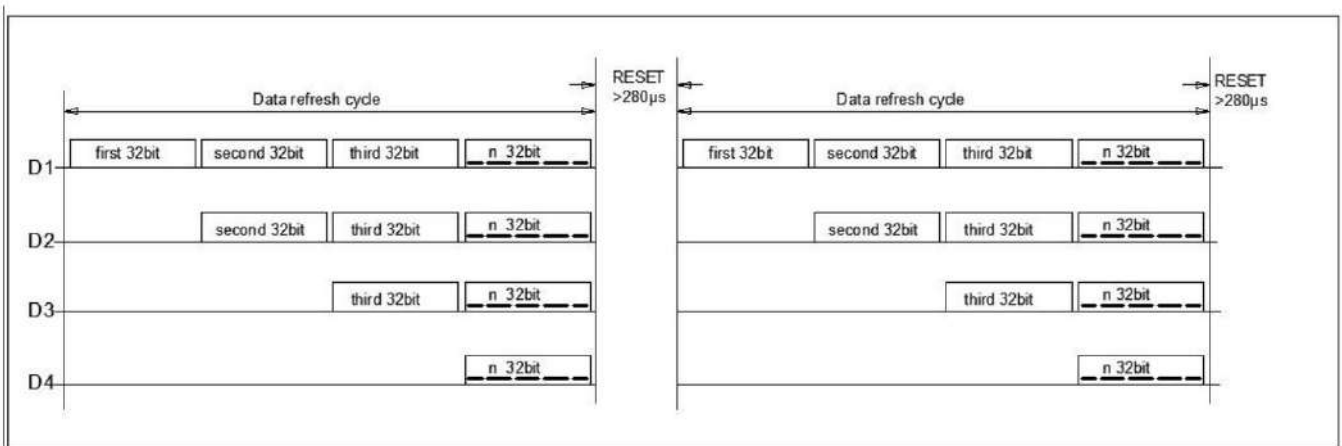 RESET RESET
>280µs >280µs
Data refresh cycle Data refresh cycle
D1 first 32bit second 32bit third 32bit n 32bit first 32bit second 32bit third 32bit n 32bit
D2 second 32bit third 32bit n 32bit second 32bit third 32bit n 32bit
D3 third 32bit n 32bit third 32bit n 32bit
D4 n 32bit n 32bit